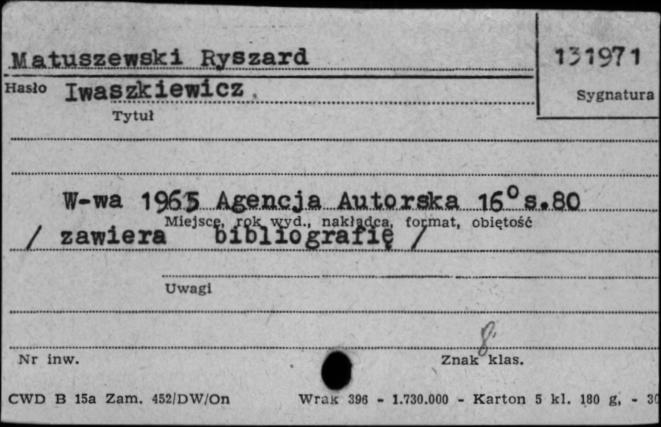 Matuszewski Ryszard
131971
Hasło Iwaszkiewicz.
Sygnatura
Tytuł
W-wa 1965 Agencja Autorska 16° s.80
Miejsce, rok wyd., nakładca, format, objętość
/ zawiera bibliografię /
Uwagi
8
Nr inw.
Znak klas.
CWD B 15a Zam. 452/DW/On
Wrak 396 - 1.730.000 - Karton 5 kl. 180 g, - 30